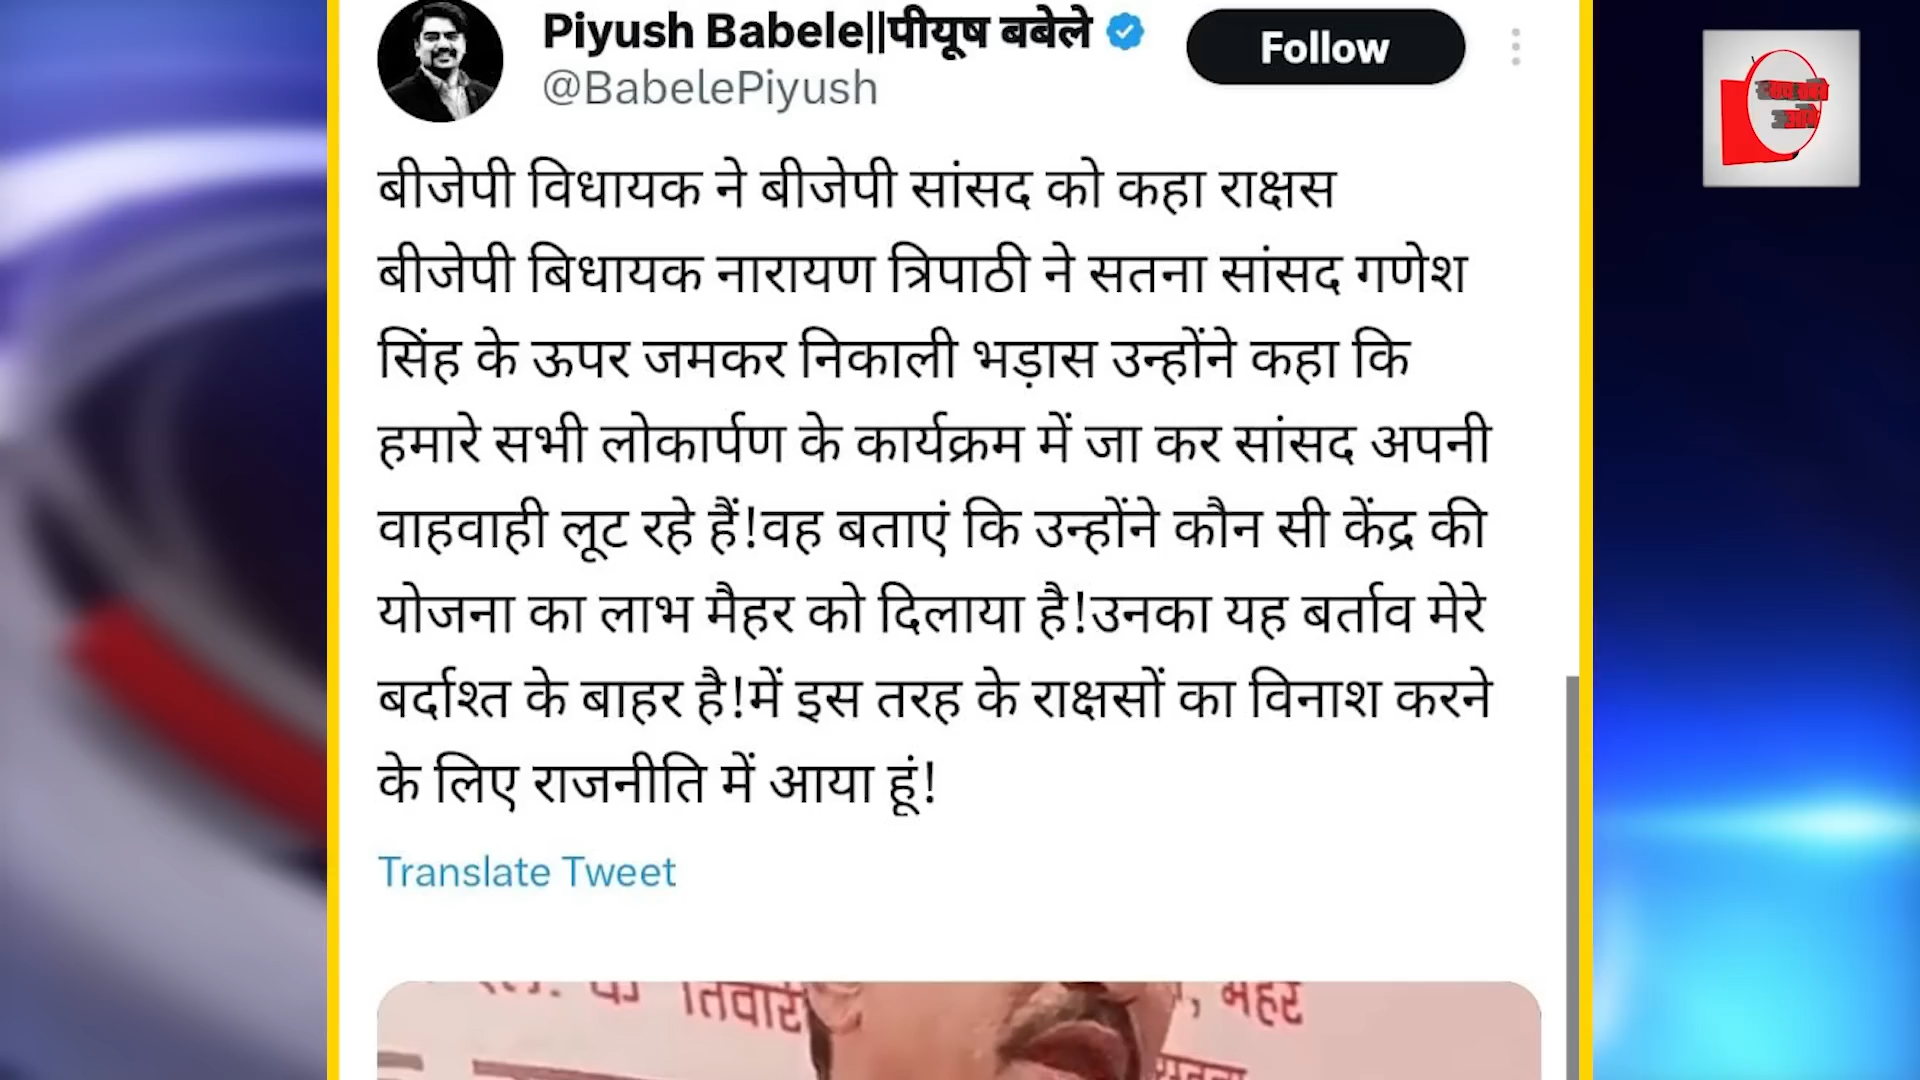 Piyush Babele||पीयूष बबेले
@BabelePiyush
Follow
बीजेपी विधायक ने बीजेपी सांसद को कहा राक्षस
बीजेपी बिधायक नारायण त्रिपाठी ने सतना सांसद गणेश
सिंह के ऊपर जमकर निकाली भड़ास उन्होंने कहा कि
हमारे सभी लोकार्पण के कार्यक्रम में जा कर सांसद अपनी
वाहवाही लूट रहे हैं!वह बताएं कि उन्होंने कौन सी केंद्र की
योजना का लाभ मैहर को दिलाया है!उनका यह बर्ताव मेरे
बर्दाश्त के बाहर है!में इस तरह के राक्षसों का विनाश करने
के लिए राजनीति में आया हूं!
Translate Tweet